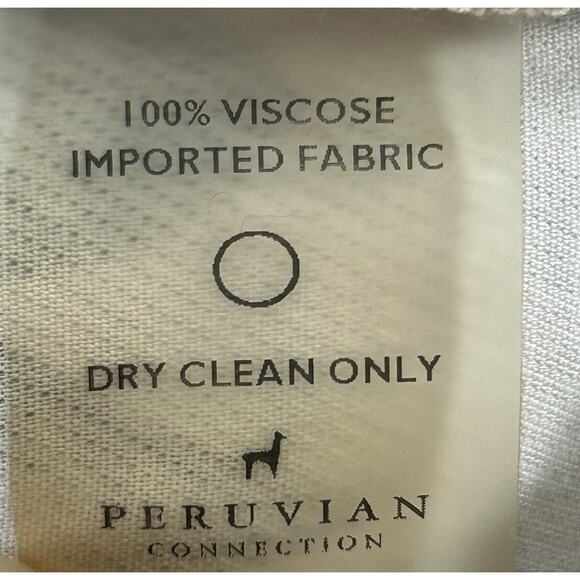 100% VISCOSE
IMPORTED FABRIC
DRY CLEAN ONLY
PERUVIAN
CONNECTION